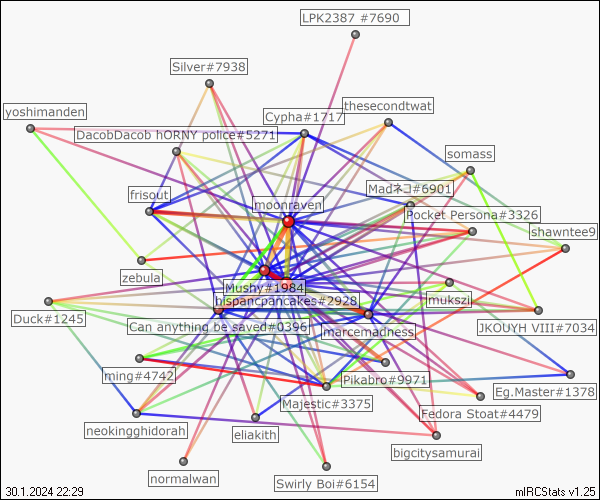 LPK2387 #7690
Silver#7938
yoshimanden
Cypha#1717
thesecondtwat
DacobDacob hORNY police#5271
somass
frisout
Madネコ#6901
moonraven
Pocket Persona#3326
shawntee9
zebula
Mushy#1984
hispancpancakes#2928
mukszi
Duck#1245
Can anything be saved#0396
marcemadness
JKOUYH VIII#7034
ming#4742
Pikabro#9971
Eg.Master#1378
Majestic#3375
Fedora Stoat#4479
neokingghidorah
eliakith
bigcitysamurai
normalwan
Swirly Boi#6154
30.1.2024 22:29
mIRCStats v1.25